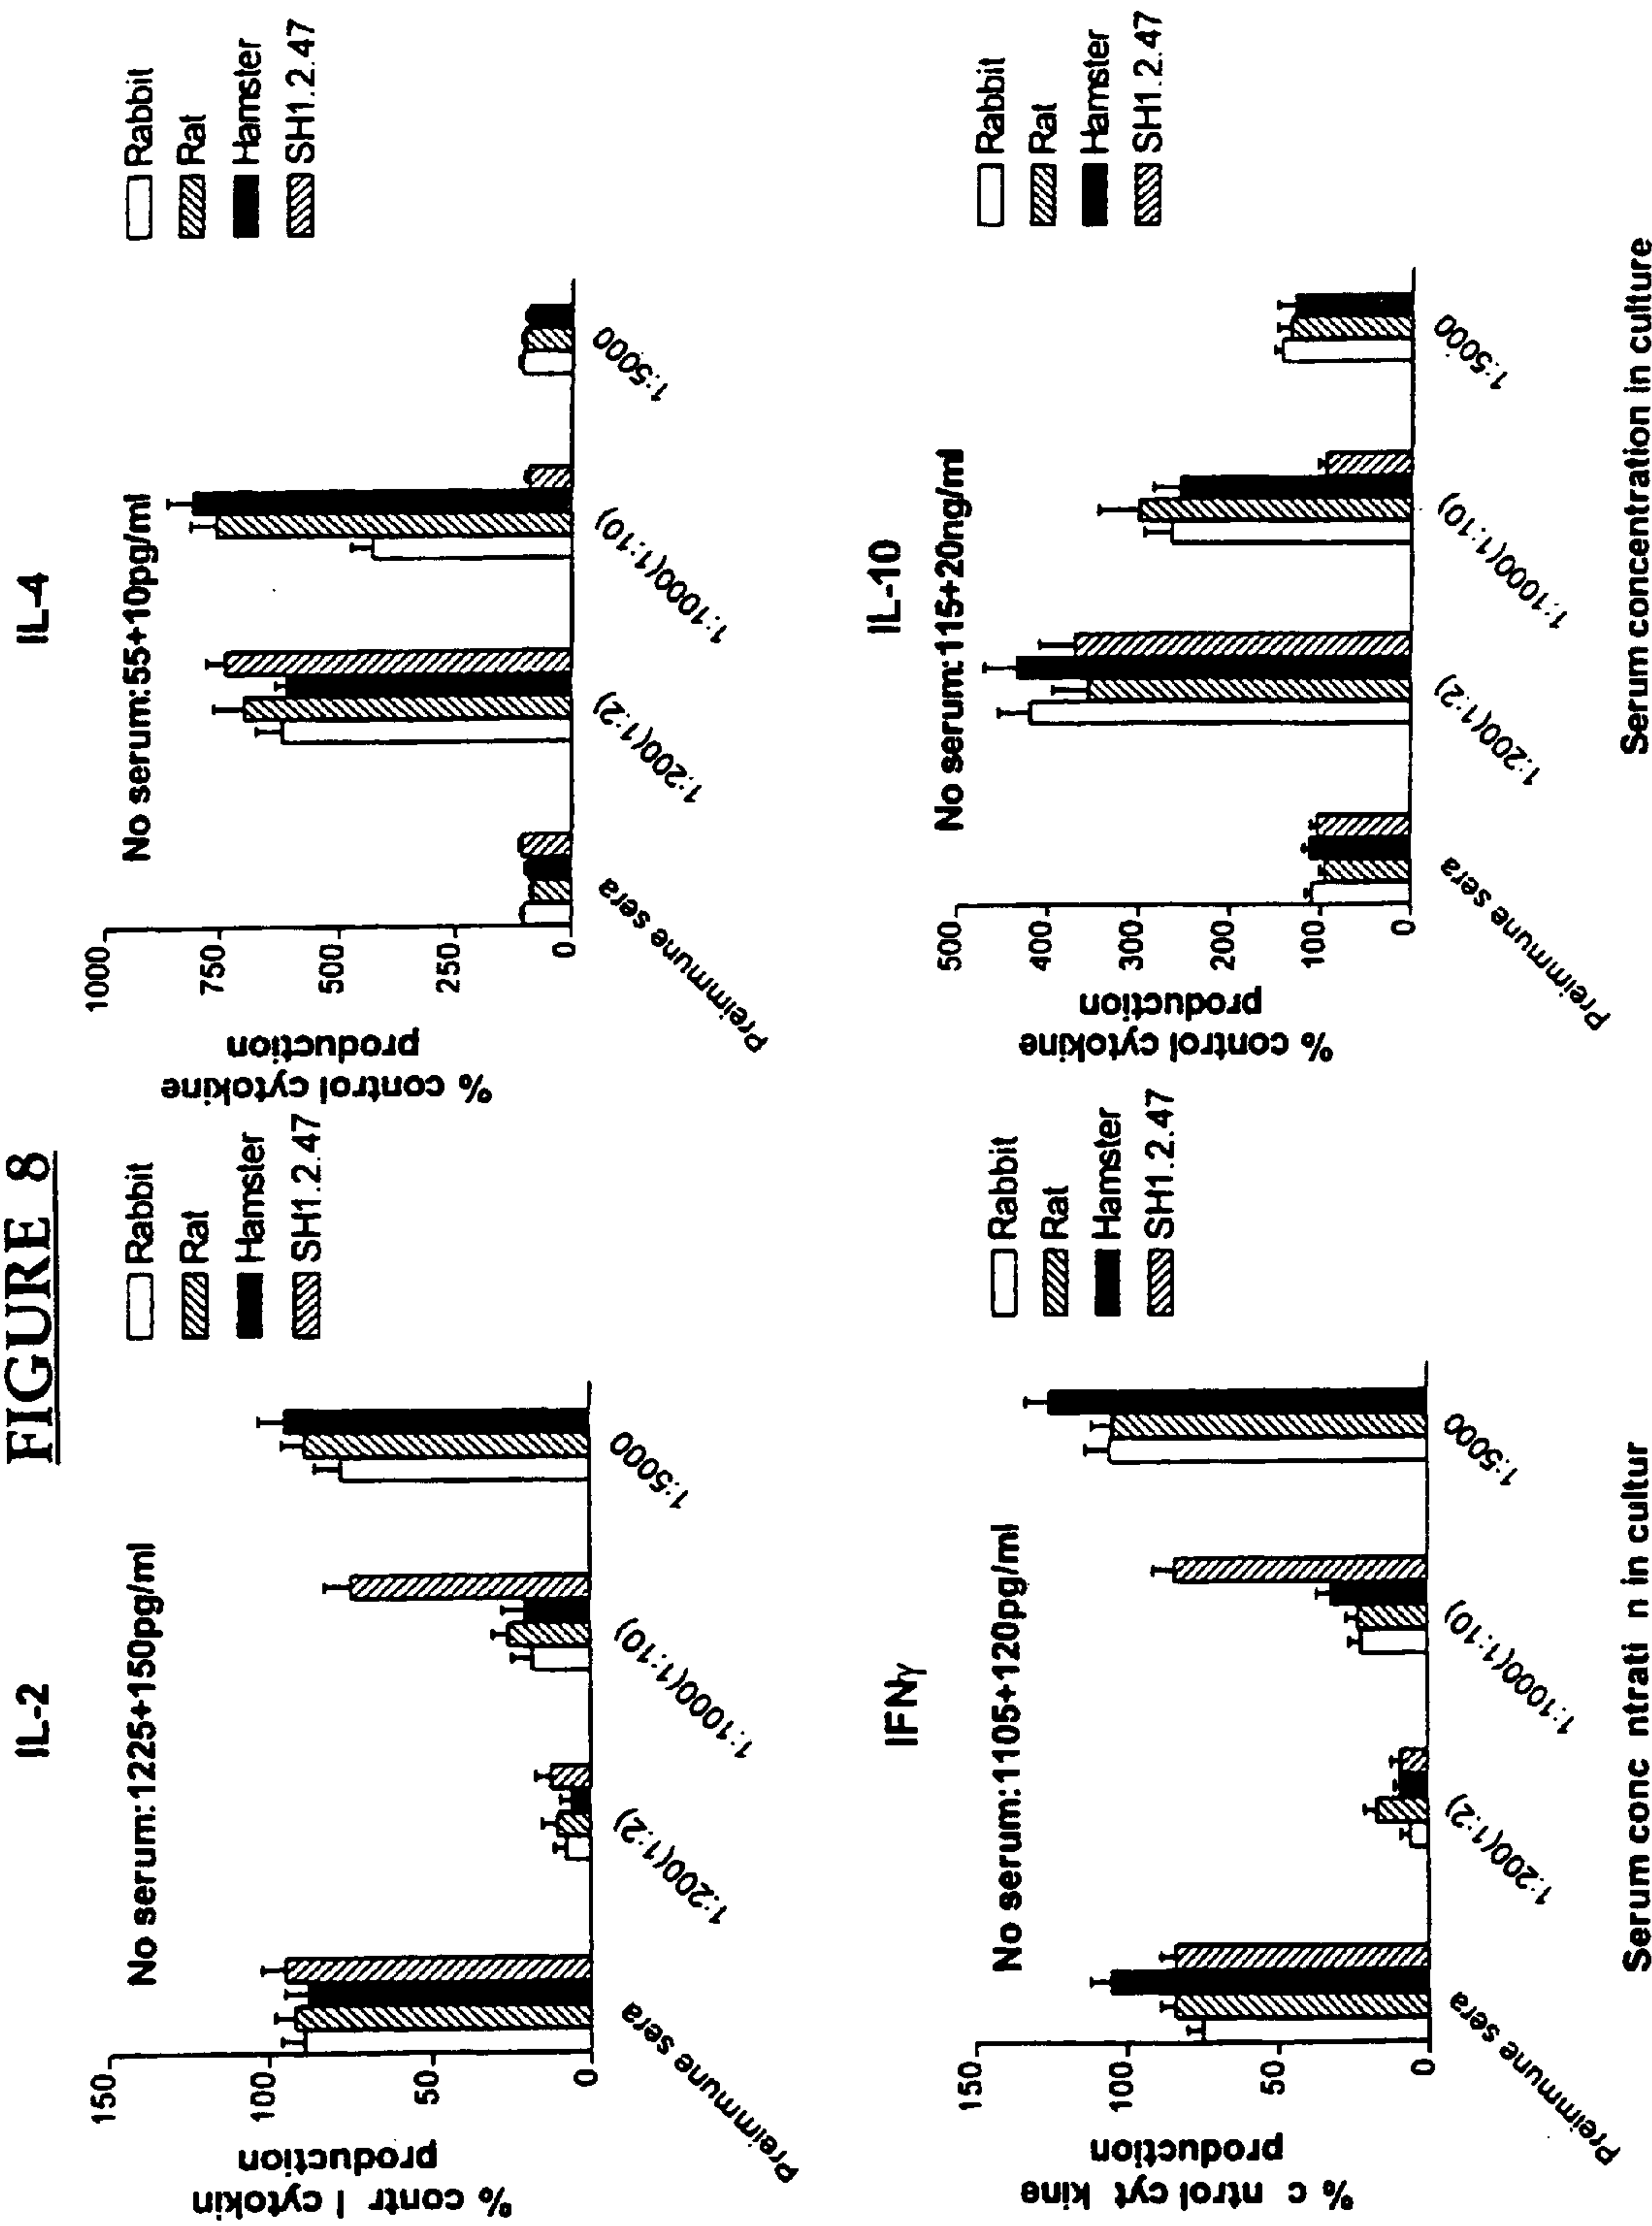 FIGURE 8
IL-2
No serum:1225+150pg/ml
% contr l cytokin
production
150
100
50
0
Preimmune sera
1:200(1:2)
1:1000(1:10)
1:5000
Rabbit
Rat
Hamster
SH1.2.47
IL-4
No serum:55+10pg/ml
% control cytokine
production
1000
750
500
250
0
Preimmune sera
1:200(1:2)
1:1000(1:10)
1:5000
Rabbit
Rat
Hamster
SH1.2.47
IFNγ
No serum:1105+120pg/ml
% c ntrol cyt kine
production
150
100
50
0
Preimmune sera
1:200(1:2)
1:1000(1:10)
1:5000
Serum conc ntrati n in cultur
Rabbit
Rat
Hamster
SH1.2.47
IL-10
No serum:115+20ng/ml
% control cytokine
production
500
400
300
200
100
0
Preimmune sera
1:200(1:2)
1:1000(1:10)
1:5000
Serum concentration in culture
Rabbit
Rat
Hamster
SH1.2.47